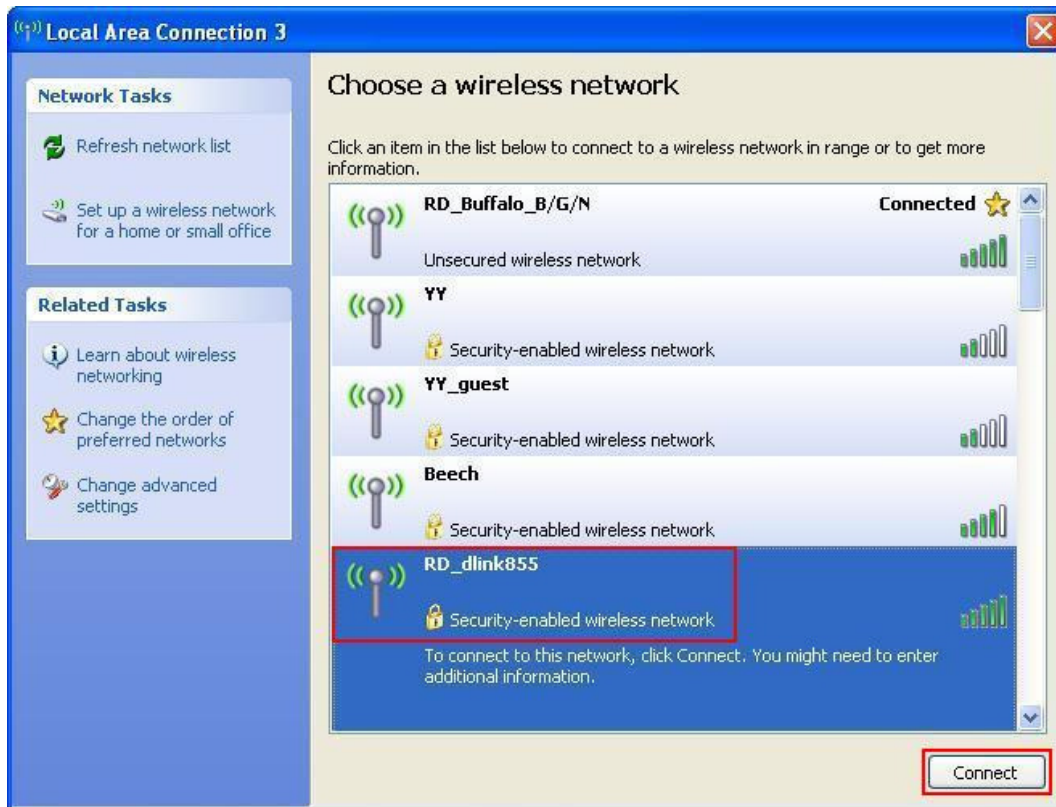 Local Area Connection 3
Network Tasks
Refresh network list
Set up a wireless network
for a home or small office
Related Tasks
Learn about wireless
networking
Change the order of
preferred networks
Change advanced
settings
Choose a wireless network
Click an item in the list below to connect to a wireless network in range or to get more
information.
RD_Buffalo_B/G/N Connected
Unsecured wireless network
YY
Security-enabled wireless network
YY_guest
Security-enabled wireless network
Beech
Security-enabled wireless network
RD_dlink855
Security-enabled wireless network
To connect to this network, click Connect. You might need to enter
additional information.
Connect